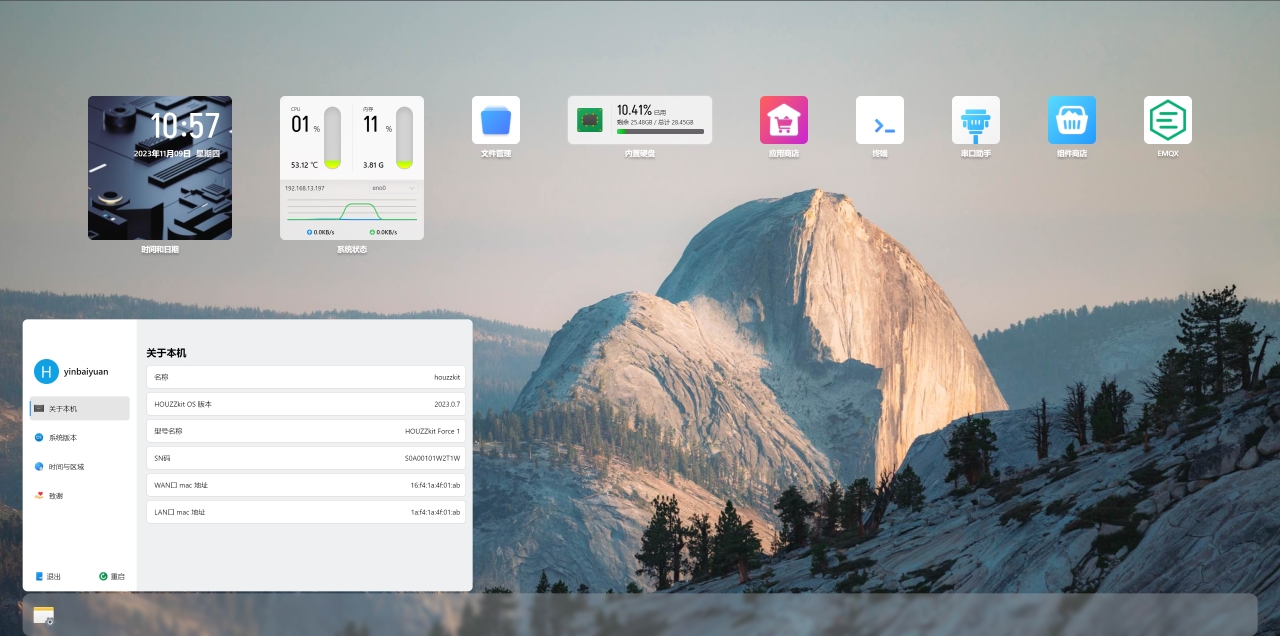 10:57
2023年11月09日 星期四
时间和日期
CPU
01 %
53.12 ℃
内存
11 %
3.81 G
192.168.13.197 eno0
0.0KB/s 0.0KB/s
系统状态
文件管理
10.41% 已用
剩余 25.48GB / 总计 28.45GB
内置硬盘
应用商店
终端
串口助手
组件商店
EMQX
H yinbaiyuan
关于本机
系统版本
时间与区域
致谢
退出 重启
关于本机
名称 houzzkit
HOUZZkit OS 版本 2023.0.7
型号名称 HOUZZkit Force 1
SN码 S0A00101W2T1W
WAN口 mac 地址 16:f4:1a:4f:01:ab
LAN口 mac 地址 1a:f4:1a:4f:01:ab